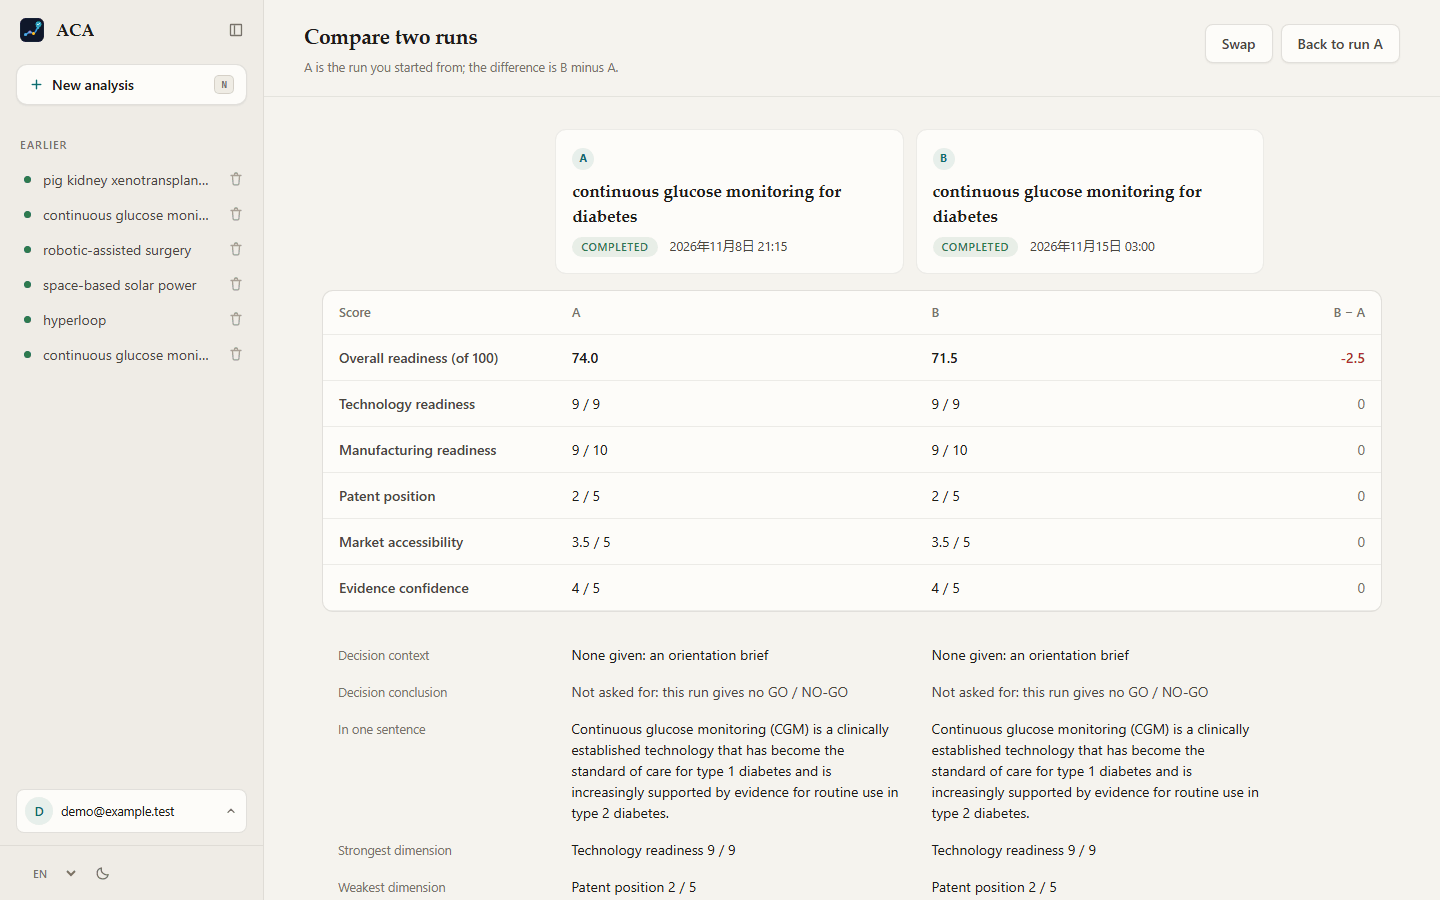 ACA
New analysis N
EARLIER
pig kidney xenotransplan...
continuous glucose moni...
robotic-assisted surgery
space-based solar power
hyperloop
continuous glucose moni...
D demo@example.test
EN
Compare two runs
A is the run you started from; the difference is B minus A.
Swap
Back to run A
A
continuous glucose monitoring for
diabetes
COMPLETED 2026年11月8日 21:15
B
continuous glucose monitoring for
diabetes
COMPLETED 2026年11月15日 03:00
Score A B B − A
Overall readiness (of 100) 74.0 71.5 -2.5
Technology readiness 9 / 9 9 / 9 0
Manufacturing readiness 9 / 10 9 / 10 0
Patent position 2 / 5 2 / 5 0
Market accessibility 3.5 / 5 3.5 / 5 0
Evidence confidence 4 / 5 4 / 5 0
Decision context None given: an orientation brief None given: an orientation brief
Decision conclusion Not asked for: this run gives no GO / NO-GO Not asked for: this run gives no GO / NO-GO
In one sentence
Continuous glucose monitoring (CGM) is a clinically
established technology that has become the
standard of care for type 1 diabetes and is
increasingly supported by evidence for routine use in
type 2 diabetes.
Continuous glucose monitoring (CGM) is a clinically
established technology that has become the
standard of care for type 1 diabetes and is
increasingly supported by evidence for routine use in
type 2 diabetes.
Strongest dimension Technology readiness 9 / 9 Technology readiness 9 / 9
Weakest dimension Patent position 2 / 5 Patent position 2 / 5